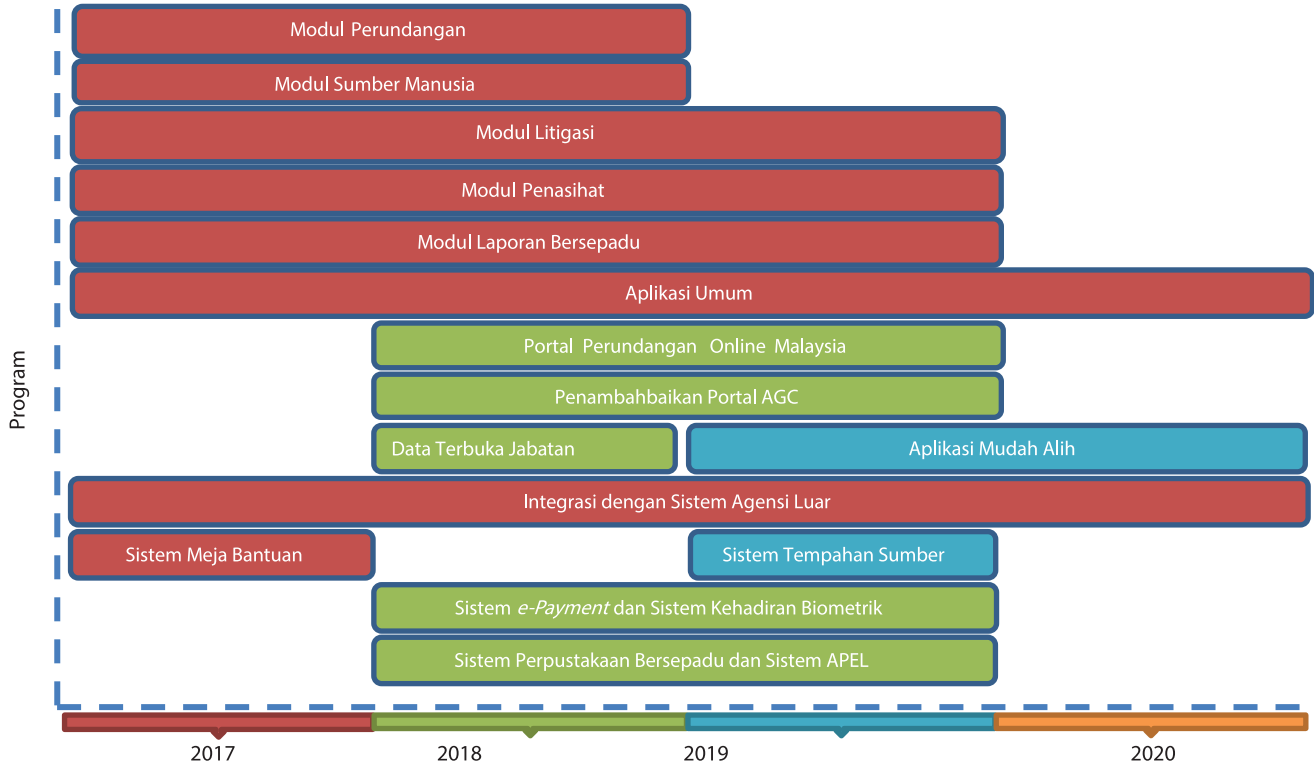 Modul Perundangan
Modul Sumber Manusia
Modul Litigasi
Modul Penasihat
Modul Laporan Bersepadu
Aplikasi Umum
Portal Perundangan Online Malaysia
Penambahbaikan Portal AGC
Data Terbuka Jabatan
Aplikasi Mudah Alih
Integrasi dengan Sistem Agensi Luar
Sistem Meja Bantuan
Sistem Tempahan Sumber
Sistem e-Payment dan Sistem Kehadiran Biometrik
Sistem Perpustakaan Bersepadu dan Sistem APEL
Program
2017
2018
2019
2020